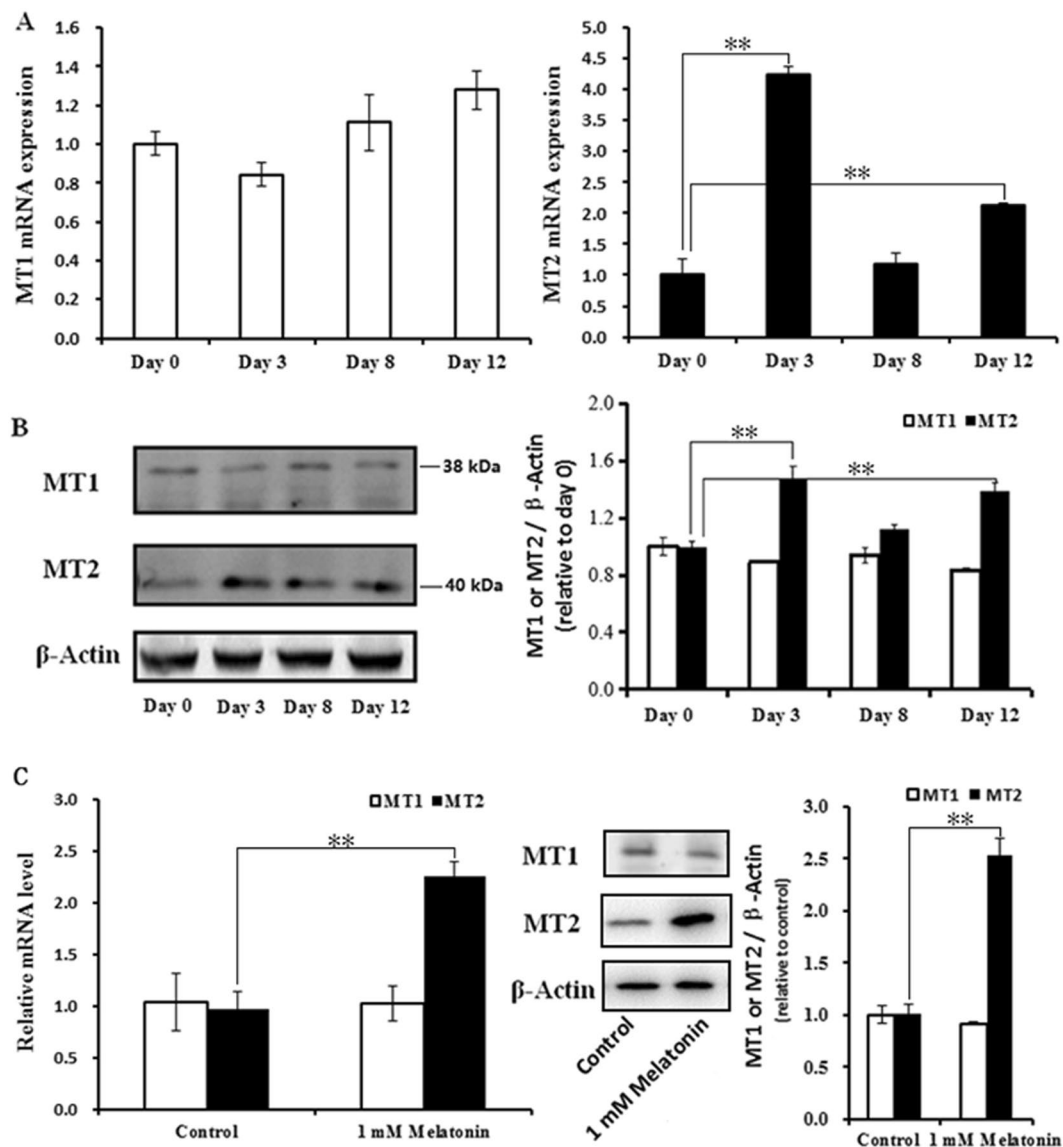 A
MT1 mRNA expression
1.6
1.4
1.2
1.0
0.8
0.6
0.4
0.2
0.0
Day 0 Day 3 Day 8 Day 12
MT2 mRNA expression
5.0
4.5
4.0
3.5
3.0
2.5
2.0
1.5
1.0
0.5
0.0
**
**
Day 0 Day 3 Day 8 Day 12
B
MT1
38 kDa
MT2
40 kDa
β-Actin
Day 0 Day 3 Day 8 Day 12
MT1 or MT2 / β-Actin
(relative to day 0)
2.0
1.6
1.2
0.8
0.4
0.0
MT1 MT2
**
**
Day 0 Day 3 Day 8 Day 12
C
Relative mRNA level
3.0
2.5
2.0
1.5
1.0
0.5
0.0
MT1 MT2
**
Control 1 mM Melatonin
MT1
MT2
β-Actin
Control
1 mM Melatonin
MT1 or MT2 / β-Actin
(relative to control)
3.0
2.5
2.0
1.5
1.0
0.5
0.0
MT1 MT2
**
Control 1 mM Melatonin